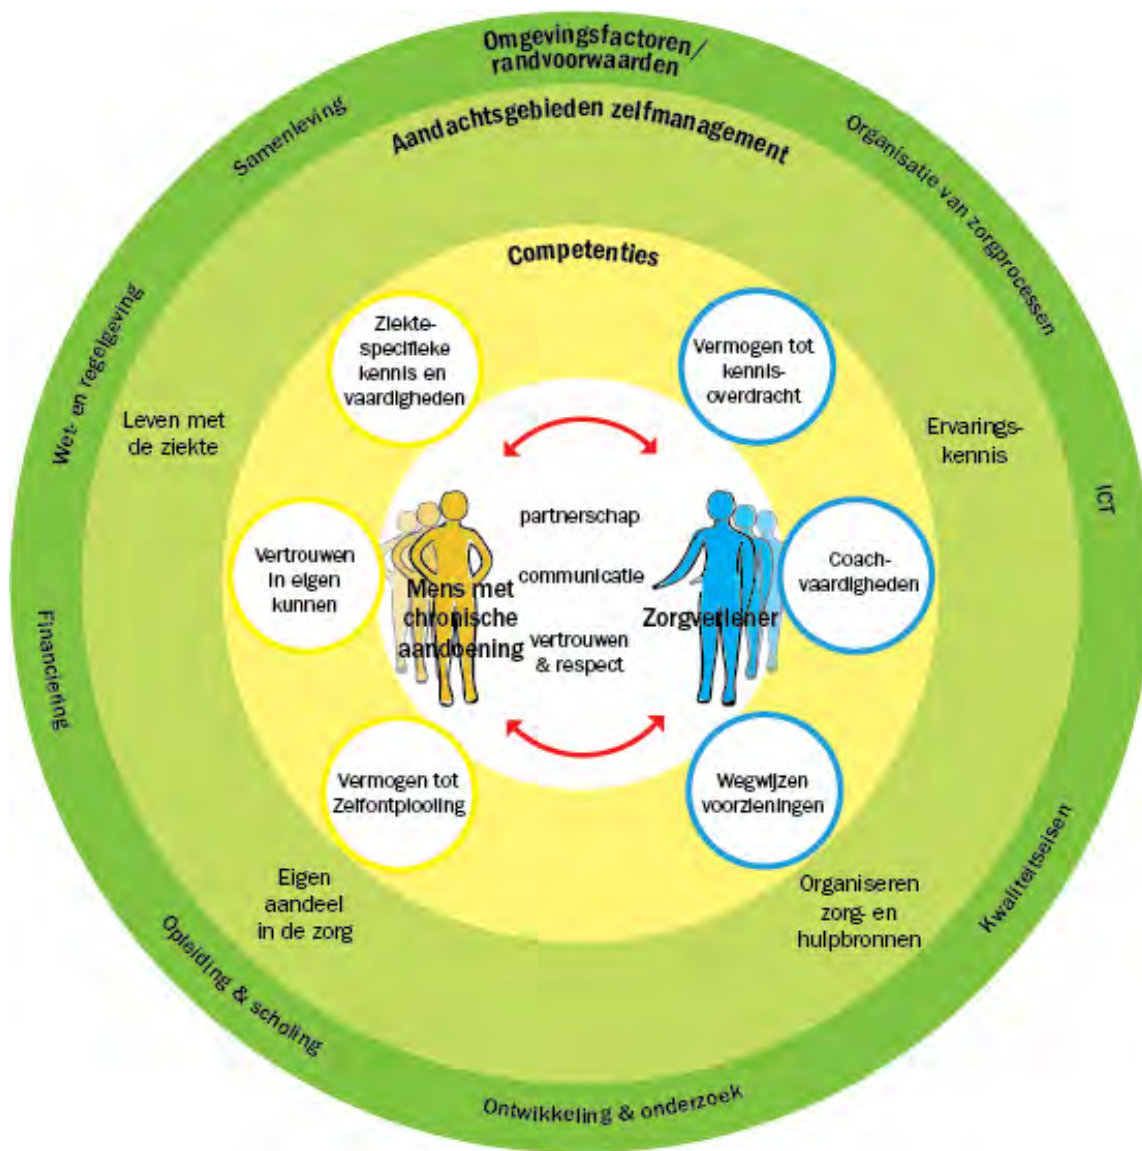 Omgevingsfactoren/
randvoorwaarden
Aandachtsgebieden zelfmanagement
Samenleving
Organisatie van zorgprocessen
Wet- en regelgeving
ICT
Financiering
Kwaliteitseisen
Opleiding & scholing
Ontwikkeling & onderzoek
Leven met
de ziekte
Ervarings-
kennis
Eigen
aandeel
in de zorg
Organiseren
zorg- en
hulpbronnen
Competenties
Ziekte-
specifieke
kennis en
vaardigheden
Vermogen tot
kennis-
overdracht
Vertrouwen
in eigen
kunnen
Coach-
vaardigheden
Vermogen tot
Zelfontplooiing
Wegwijzen
voorzieningen
Mens met
chronische
aandoening
partnerschap
communicatie
vertrouwen
& respect
Zorgverlener